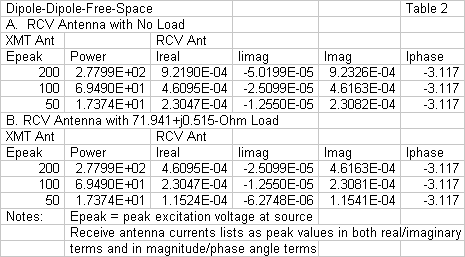 Dipole-Dipole-Free-Space Table 2
A. RCV Antenna with No Load
XMT Ant RCV Ant
Epeak Power Ireal Iimag Imag Iphase
200 2.7799E+02 9.2190E-04 -5.0199E-05 9.2326E-04 -3.117
100 6.9490E+01 4.6095E-04 -2.5099E-05 4.6163E-04 -3.117
50 1.7374E+01 2.3047E-04 -1.2550E-05 2.3082E-04 -3.117
B. RCV Antenna with 71.941+j0.515-Ohm Load
XMT Ant RCV Ant
Epeak Power Ireal Iimag Imag Iphase
200 2.7799E+02 4.6095E-04 -2.5099E-05 4.6163E-04 -3.117
100 6.9490E+01 2.3047E-04 -1.2550E-05 2.3081E-04 -3.117
50 1.7374E+01 1.1524E-04 -6.2748E-06 1.1541E-04 -3.117
Notes: Epeak = peak excitation voltage at source
Receive antenna currents lists as peak values in both real/imaginary
terms and in magnitude/phase angle terms